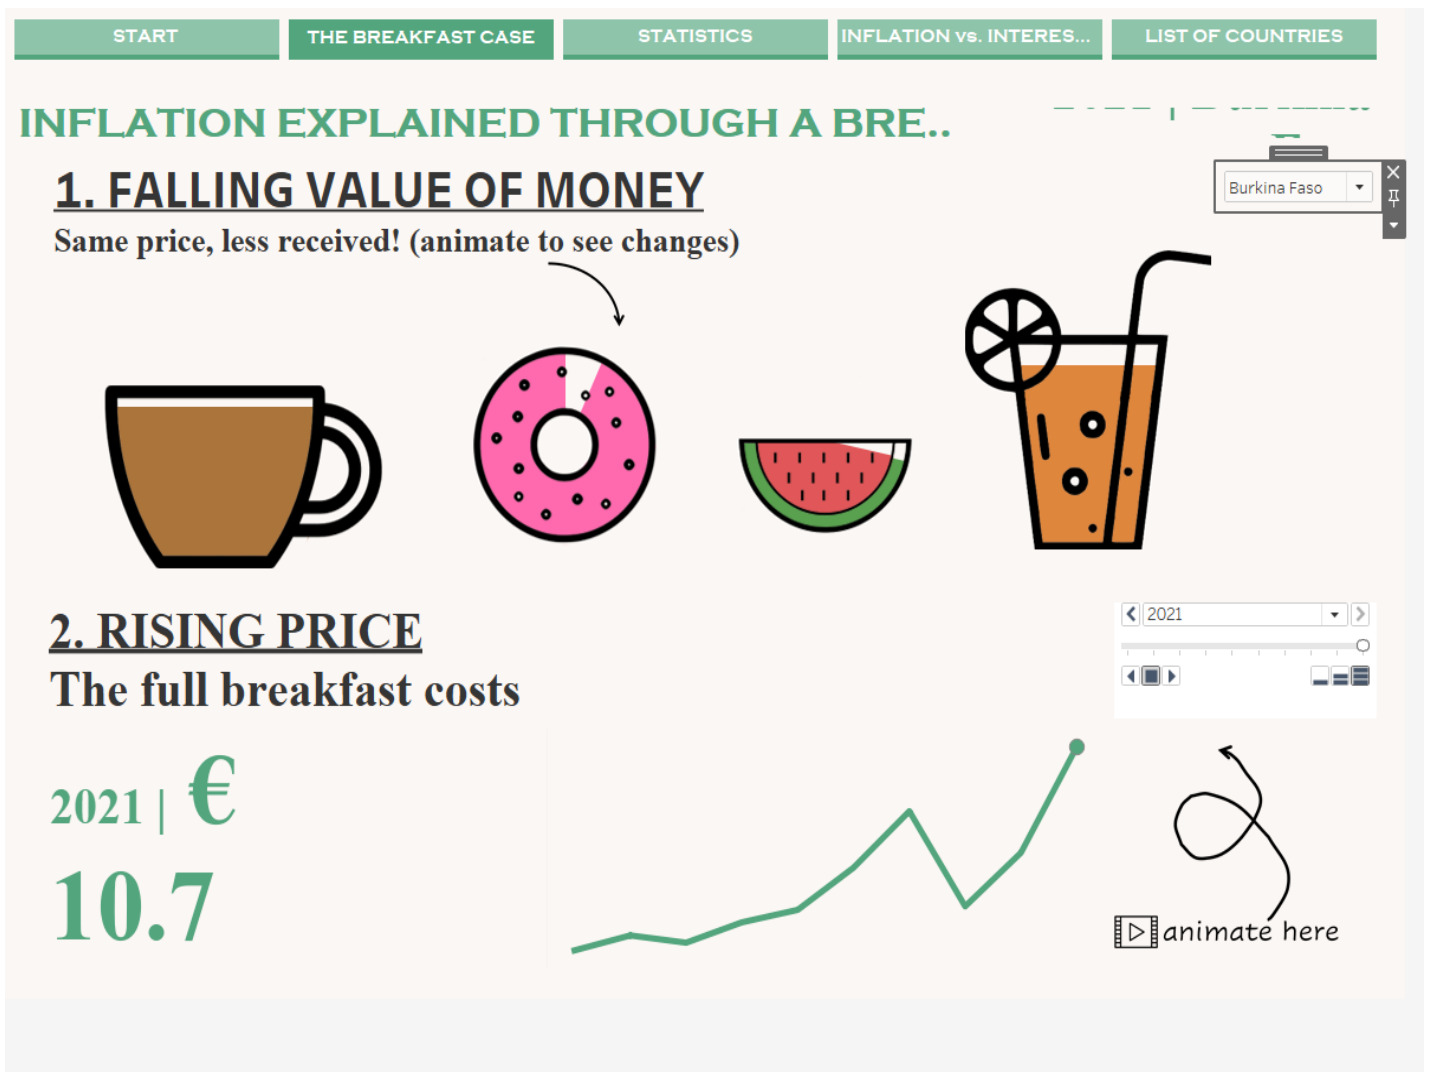 START
THE BREAKFAST CASE
STATISTICS
INFLATION vs. INTERES...
LIST OF COUNTRIES
INFLATION EXPLAINED THROUGH A BRE..
1. FALLING VALUE OF MONEY
Burkina Faso
Same price, less received! (animate to see changes)
2. RISING PRICE
2021
The full breakfast costs
2021 | €
10.7
animate here